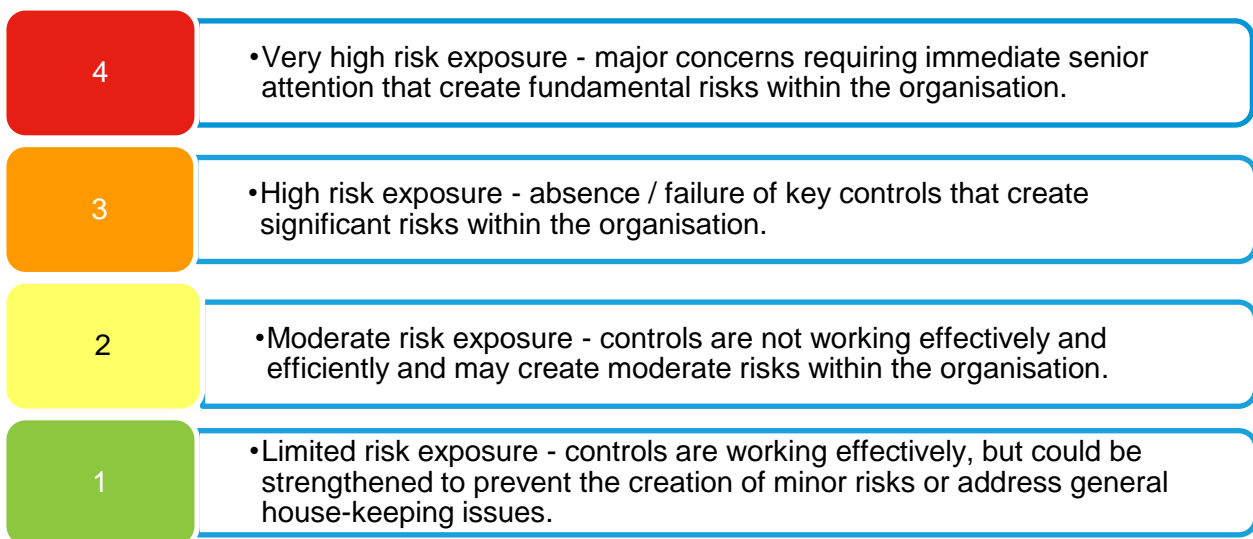 4
•Very high risk exposure - major concerns requiring immediate senior
attention that create fundamental risks within the organisation.
3
•High risk exposure - absence / failure of key controls that create
significant risks within the organisation.
2
•Moderate risk exposure - controls are not working effectively and
efficiently and may create moderate risks within the organisation.
1
•Limited risk exposure - controls are working effectively, but could be
strengthened to prevent the creation of minor risks or address general
house-keeping issues.